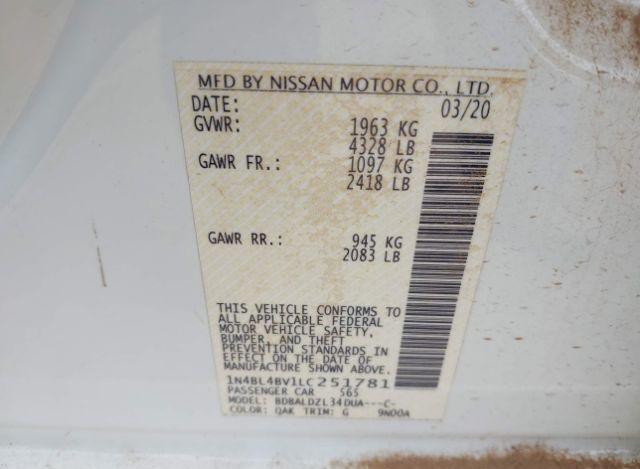 MFD BY NISSAN MOTOR CO., LTD.
DATE: 03/20
GVWR: 1963 KG
4328 LB
GAWR FR.: 1097 KG
2418 LB
GAWR RR.: 945 KG
2083 LB
THIS VEHICLE CONFORMS TO
ALL APPLICABLE FEDERAL
MOTOR VEHICLE SAFETY,
BUMPER, AND THEFT
PREVENTION STANDARDS IN
EFFECT ON THE DATE OF
MANUFACTURE SHOWN ABOVE.
1N4BL4BV1LC251781
PASSENGER CAR 565
MODEL: BDBALDZL34DUA---C-
COLOR: QAK TRIM: G 9N00A